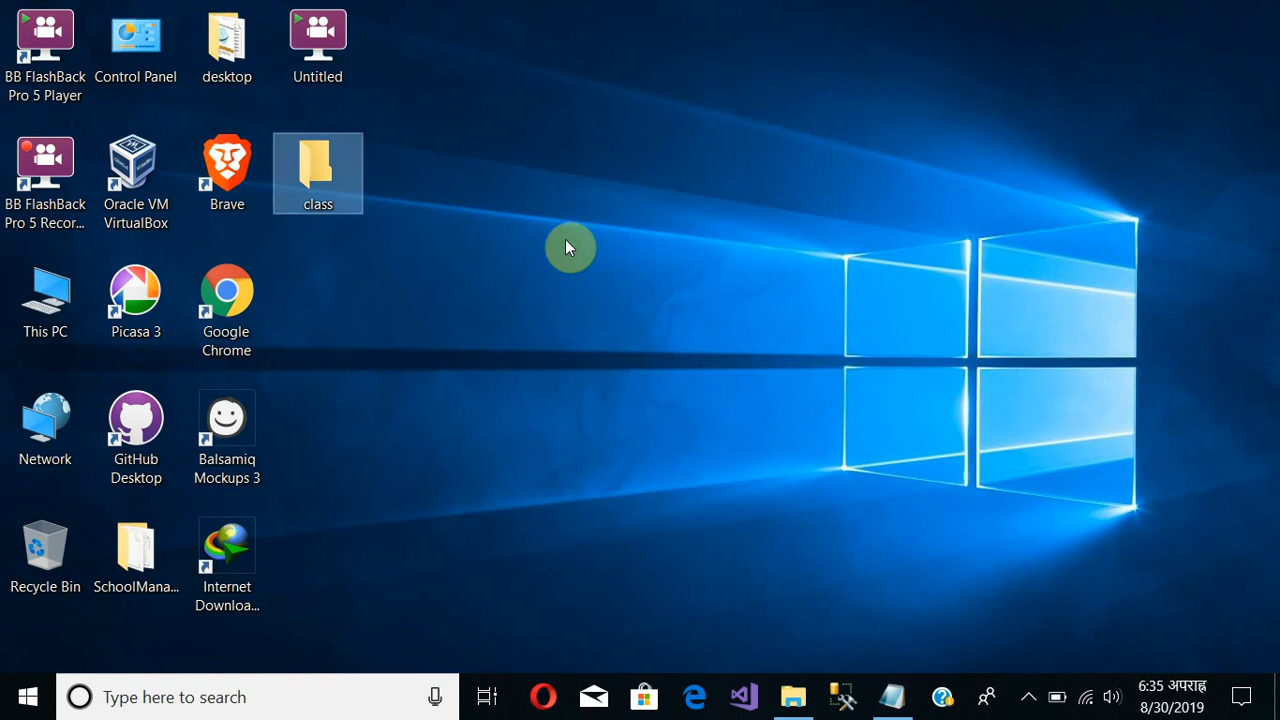 BB FlashBack
Pro 5 Player
Control Panel
desktop
Untitled
BB FlashBack
Pro 5 Recor...
Oracle VM
VirtualBox
Brave
class
This PC
Picasa 3
Google
Chrome
Network
GitHub
Desktop
Balsamiq
Mockups 3
Recycle Bin
SchoolMana...
Internet
Downloa...
Type here to search
6:35 अपराह्न
8/30/2019